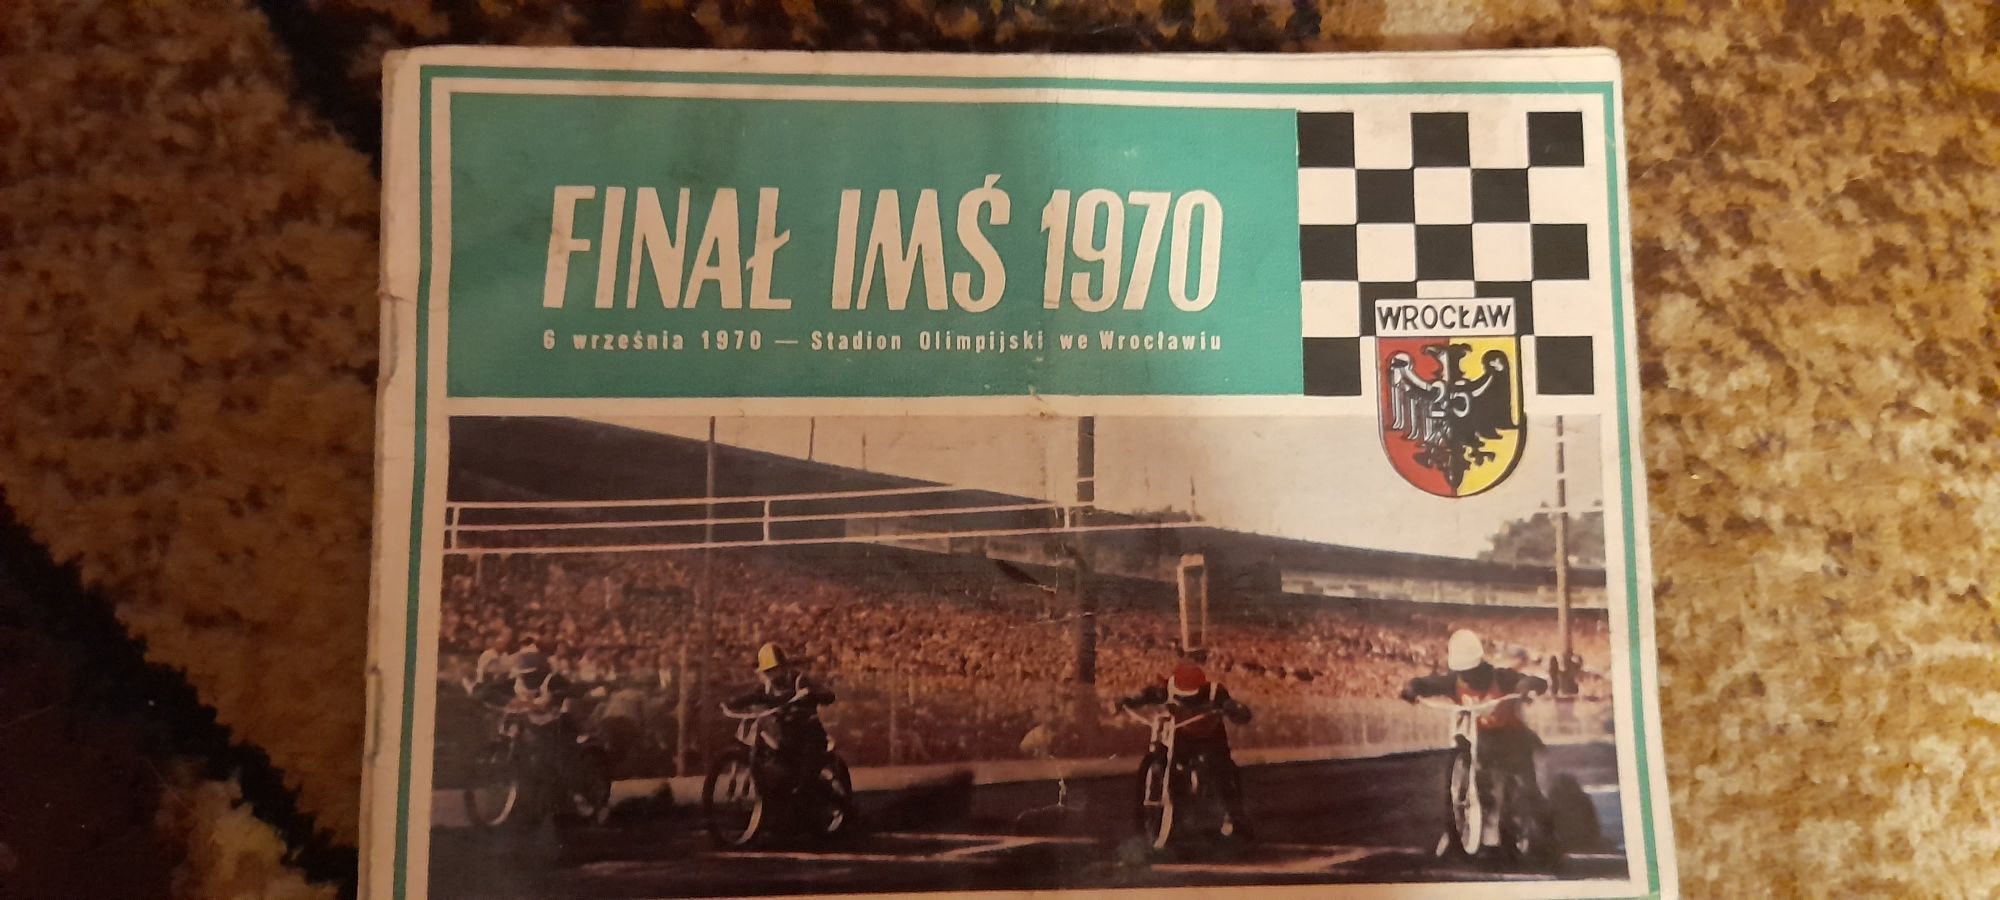 FINAŁ IMŚ 1970
6 września 1970 — Stadion Olimpijski we Wrocławiu
WROCŁAW
25